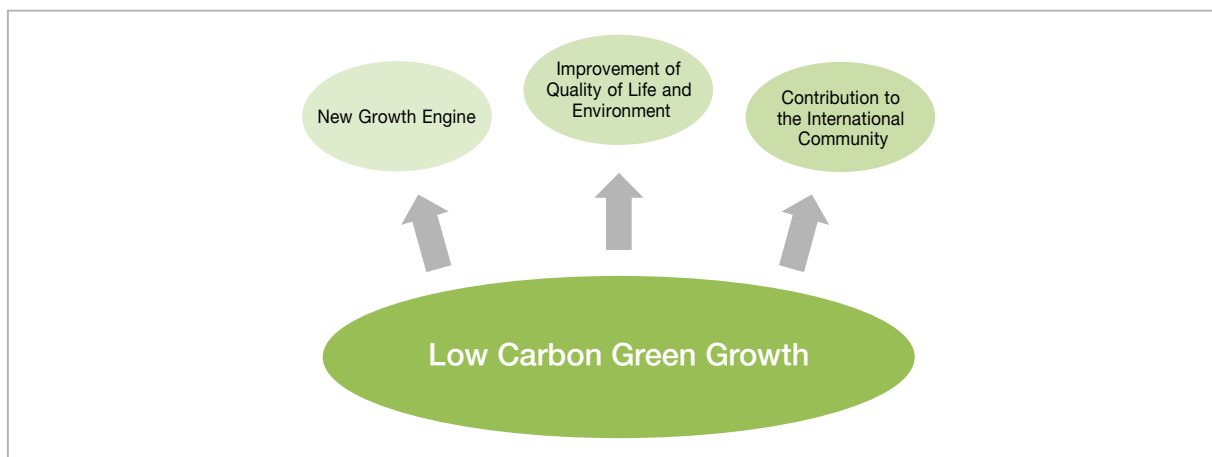 New Growth Engine
Improvement of
Quality of Life and
Environment
Contribution to
the International
Community
Low Carbon Green Growth